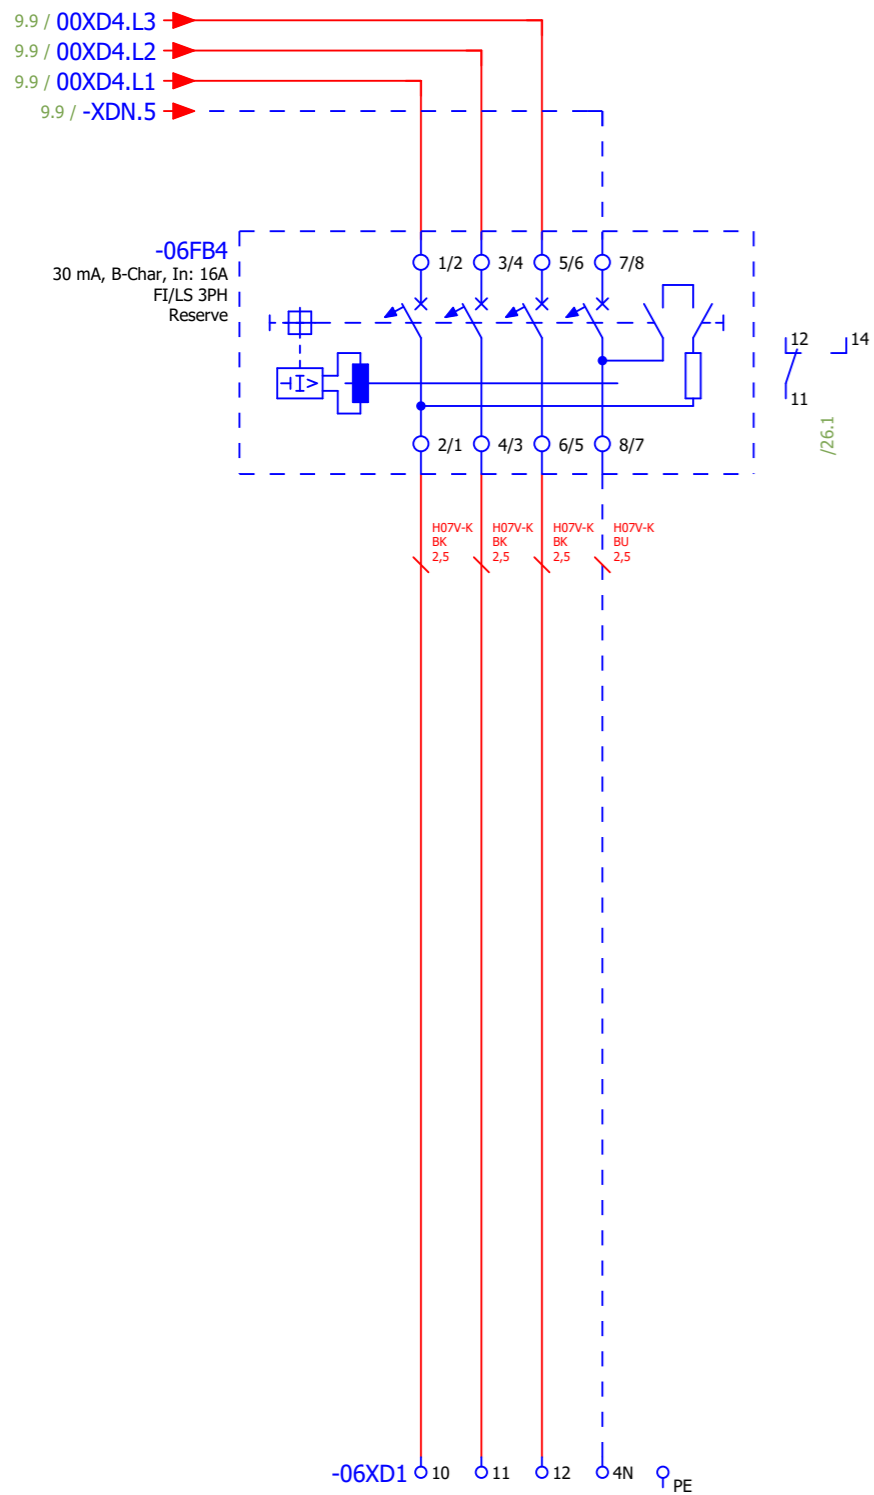 9.9 / 00XD4.L3
9.9 / 00XD4.L2
9.9 / 00XD4.L1
9.9 / -XDN.5
-06FB4
30 mA, B-Char, In: 16A
FI/LS 3PH
Reserve
1/2 3/4 5/6 7/8
12 14
11
/26.1
I>
2/1 4/3 6/5 8/7
H07V-K H07V-K H07V-K H07V-K
BK BK BK BU
2,5 2,5 2,5 2,5
-06XD1 10 11 12 4N PE